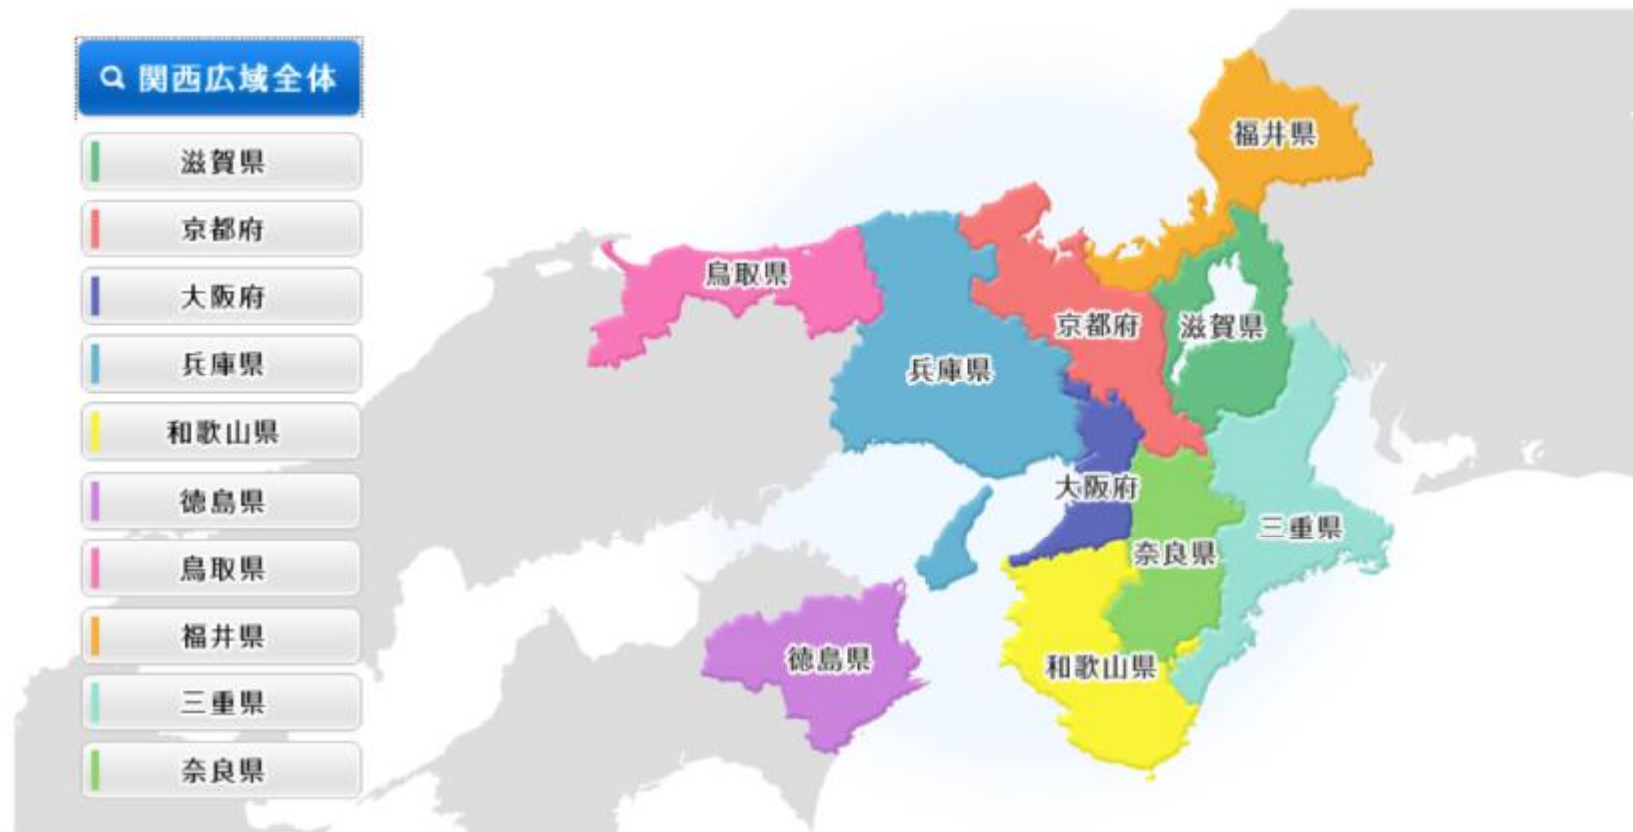 関西広域全体
滋賀県
京都府
大阪府
兵庫県
和歌山県
徳島県
鳥取県
福井県
三重県
奈良県
福井県
鳥取県
京都府
滋賀県
兵庫県
大阪府
三重県
奈良県
徳島県
和歌山県